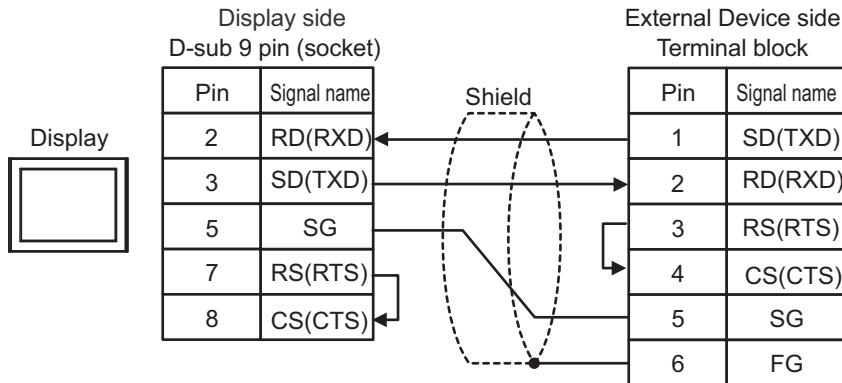 Display side
D-sub 9 pin (socket)
External Device side
Terminal block
Display
Shield
Pin Signal name
2 RD(RXD)
3 SD(TXD)
5 SG
7 RS(RTS)
8 CS(CTS)
Pin Signal name
1 SD(TXD)
2 RD(RXD)
3 RS(RTS)
4 CS(CTS)
5 SG
6 FG